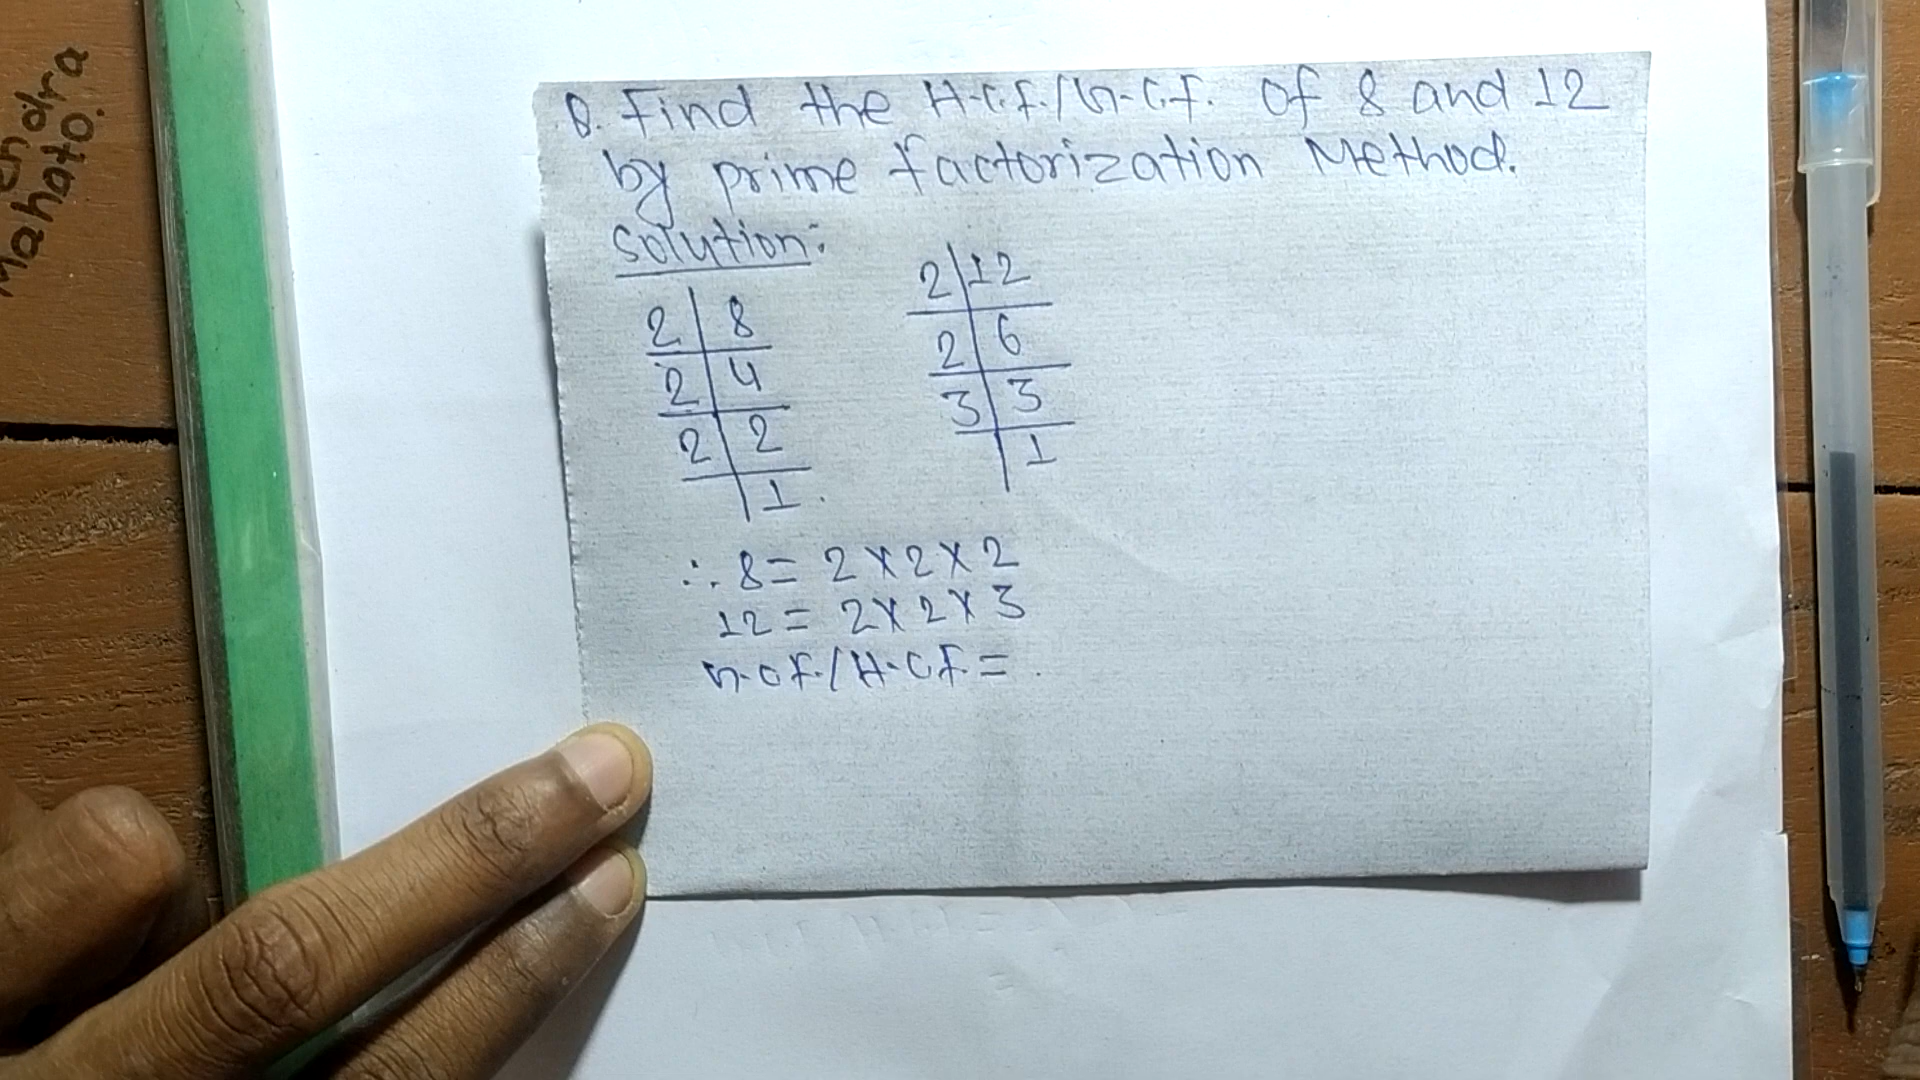 Q. Find the H.C.F./G.C.F. of 8 and 12
by prime factorization Method.
Solution:
2 | 8
2 | 4
2 | 2
1
2 | 12
2 | 6
3 | 3
1
∴ 8 = 2 × 2 × 2
12 = 2 × 2 × 3
G.C.F./H.C.F. =
Mahato.